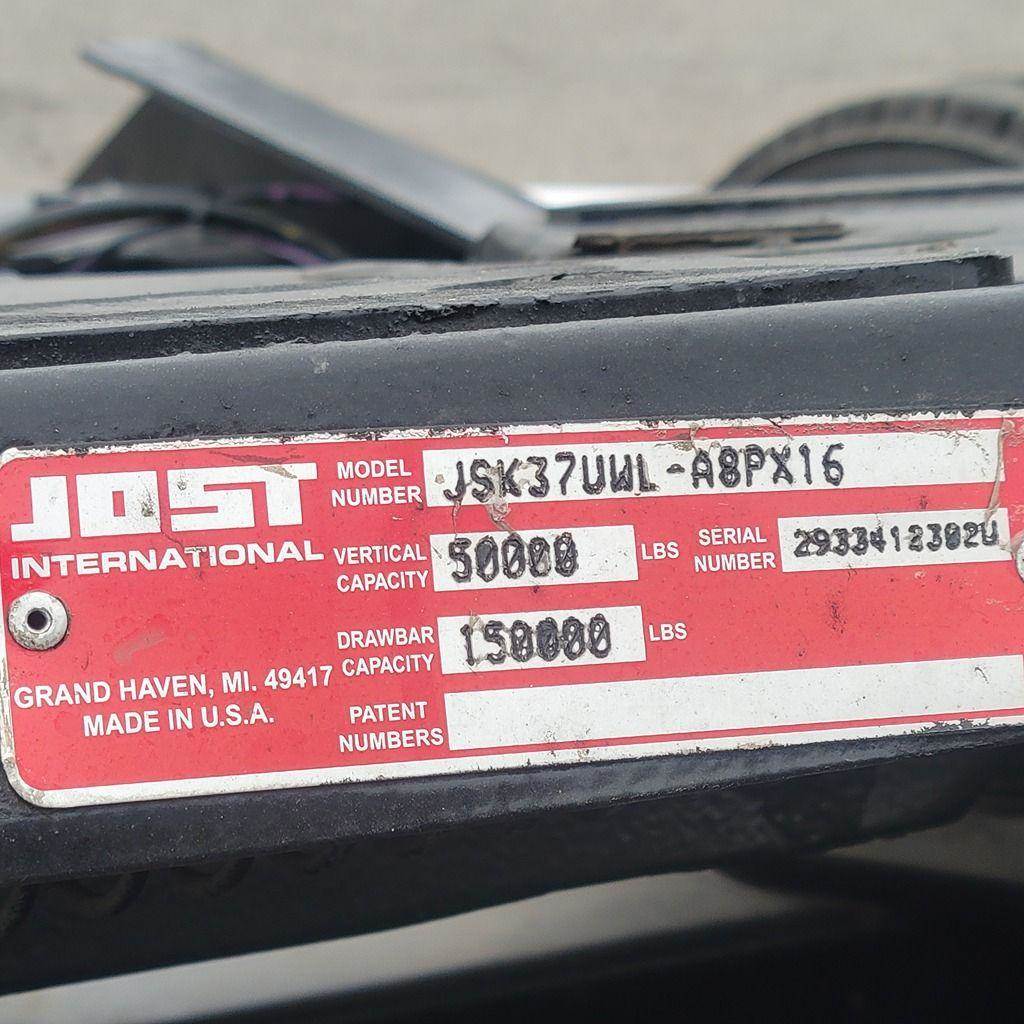 JOST
INTERNATIONAL
MODEL NUMBER JSK37UWL-A8PX16
VERTICAL CAPACITY 50000 LBS
SERIAL NUMBER 2933412302U
DRAWBAR CAPACITY 150000 LBS
PATENT NUMBERS
GRAND HAVEN, MI. 49417
MADE IN U.S.A.